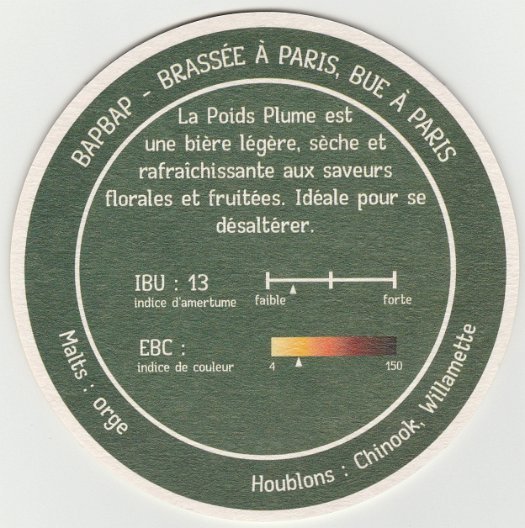 BAPBAP - BRASSÉE À PARIS, BUE À PARIS
La Poids Plume est
une bière légère, sèche et
rafraîchissante aux saveurs
florales et fruitées. Idéale pour se
désaltérer.
IBU : 13
indice d'amertume
faible
forte
EBC :
indice de couleur
4
150
Malts : orge
Houblons : Chinook, Willamette